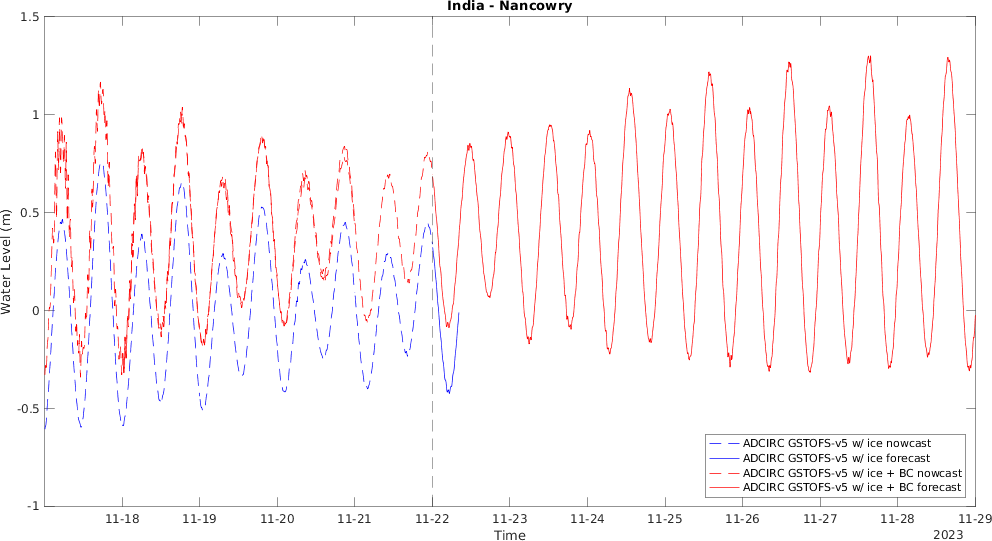 India - Nancowry
1.5
1
0.5
0
-0.5
-1
Water Level (m)
11-18 11-19 11-20 11-21 11-22 11-23 11-24 11-25 11-26 11-27 11-28 11-29
Time
2023
ADCIRC GSTOFS-v5 w/ ice nowcast
ADCIRC GSTOFS-v5 w/ ice forecast
ADCIRC GSTOFS-v5 w/ ice + BC nowcast
ADCIRC GSTOFS-v5 w/ ice + BC forecast